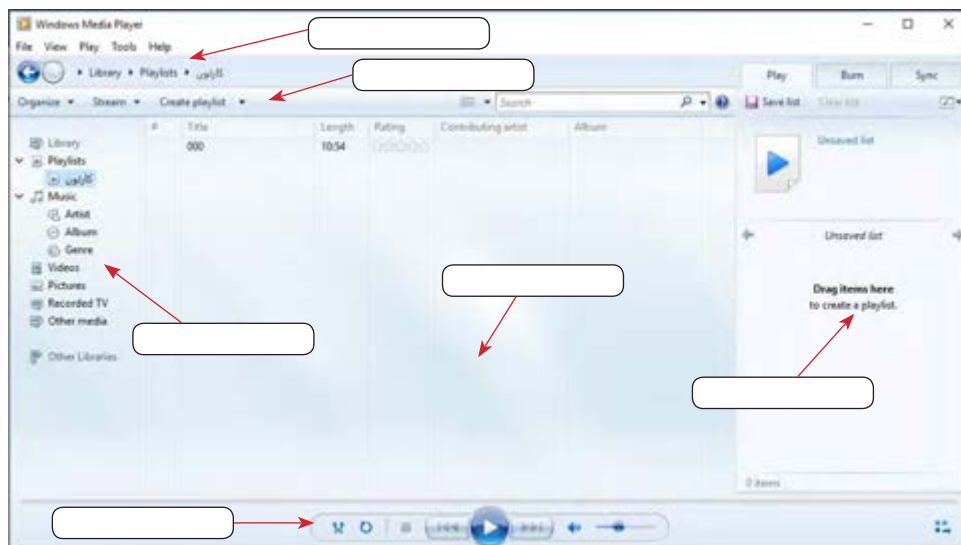 Windows Media Player
File View Play Tools Help
Library Playlists کارتون
Play Burn Sync
Organize Stream Create playlist
Search
Save list Clear list
# Title Length Rating Contributing artist Album
000 10:54
Library
Playlists
کارتون
Music
Artist
Album
Genre
Videos
Pictures
Recorded TV
Other media
Other Libraries
Unsaved list
Unsaved list
Drag items here
to create a playlist.
0 items